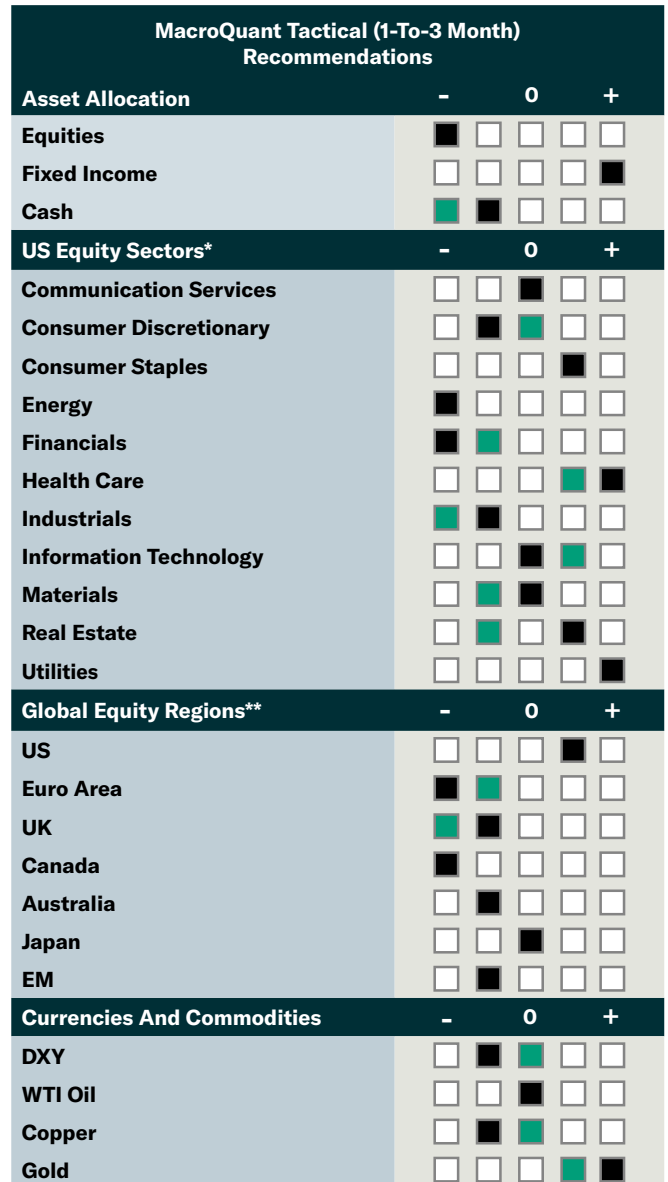 MacroQuant Tactical (1-To-3 Month)
Recommendations
Asset Allocation - 0 +
Equities
Fixed Income
Cash
US Equity Sectors* - 0 +
Communication Services
Consumer Discretionary
Consumer Staples
Energy
Financials
Health Care
Industrials
Information Technology
Materials
Real Estate
Utilities
Global Equity Regions** - 0 +
US
Euro Area
UK
Canada
Australia
Japan
EM
Currencies And Commodities - 0 +
DXY
WTI Oil
Copper
Gold